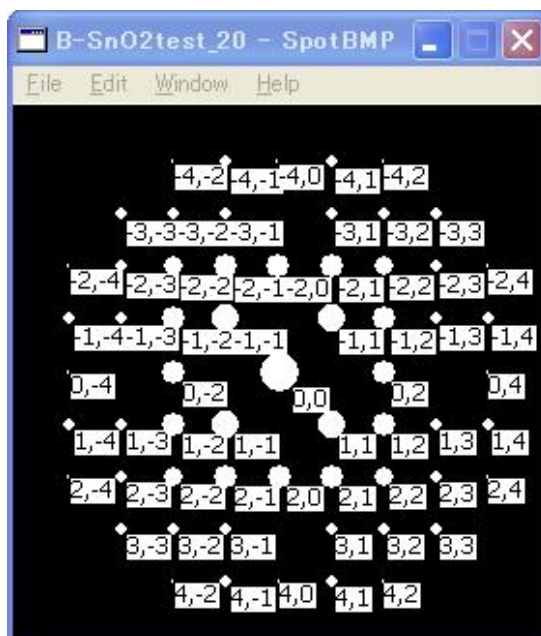 B-SnO2test_20 - SpotBMP
File Edit Window Help
-4,-2 -4,-1 -4,0 -4,1 -4,2
-3,-3 -3,-2 -3,-1 -3,1 -3,2 -3,3
-2,-4 -2,-3 -2,-2 -2,-1 -2,0 -2,1 -2,2 -2,3 -2,4
-1,-4 -1,-3 -1,-2 -1,-1 -1,1 -1,2 -1,3 -1,4
0,-4 0,-2 0,0 0,2 0,4
1,-4 1,-3 1,-2 1,-1 1,1 1,2 1,3 1,4
2,-4 2,-3 2,-2 2,-1 2,0 2,1 2,2 2,3 2,4
3,-3 3,-2 3,-1 3,1 3,2 3,3
4,-2 4,-1 4,0 4,1 4,2